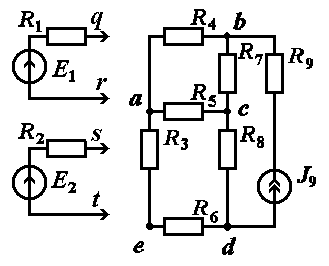 R1 q R4 b
E1 r R7 R9
a R5 c
R2 s R3 R8
E2 t J9
R6
e d